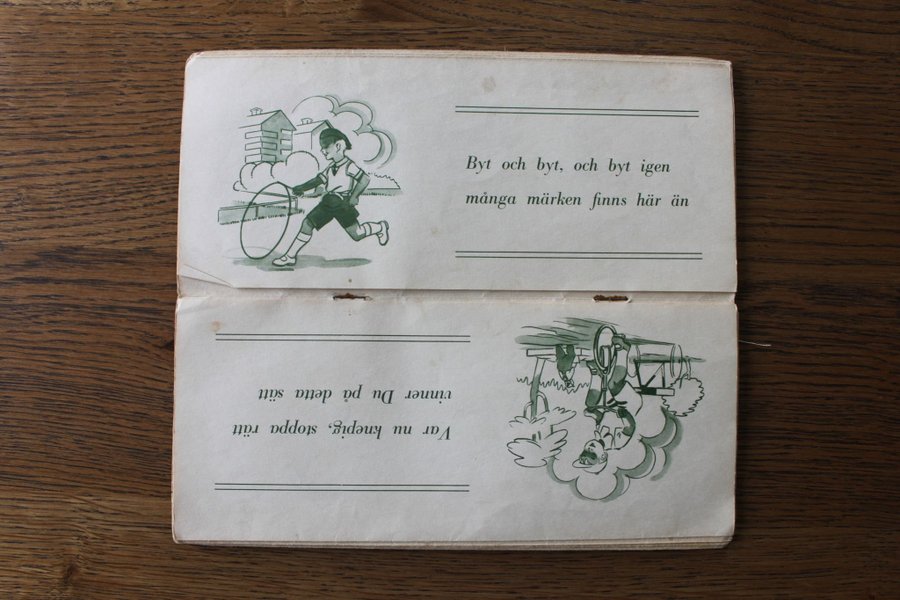 Byt och byt, och byt igen
många märken finns här än
Var nu knepig, stoppa rätt
vinner Du på detta sätt